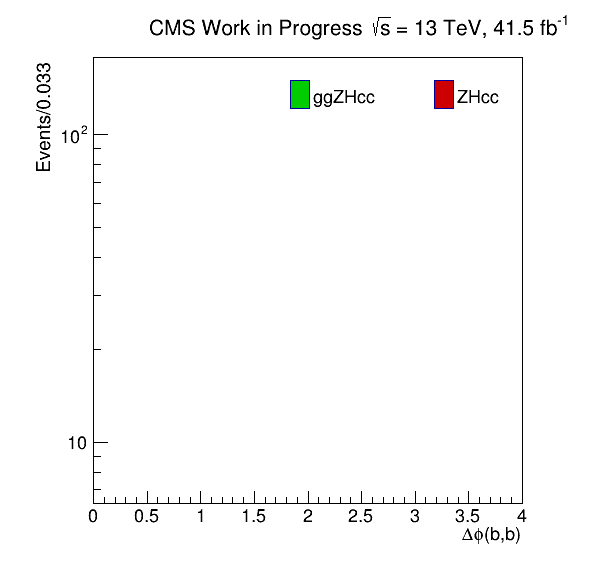 CMS Work in Progress √s = 13 TeV, 41.5 fb⁻¹
Events/0.033
ggZHcc ZHcc
10²
10
0 0.5 1 1.5 2 2.5 3 3.5 4
Δϕ(b,b)